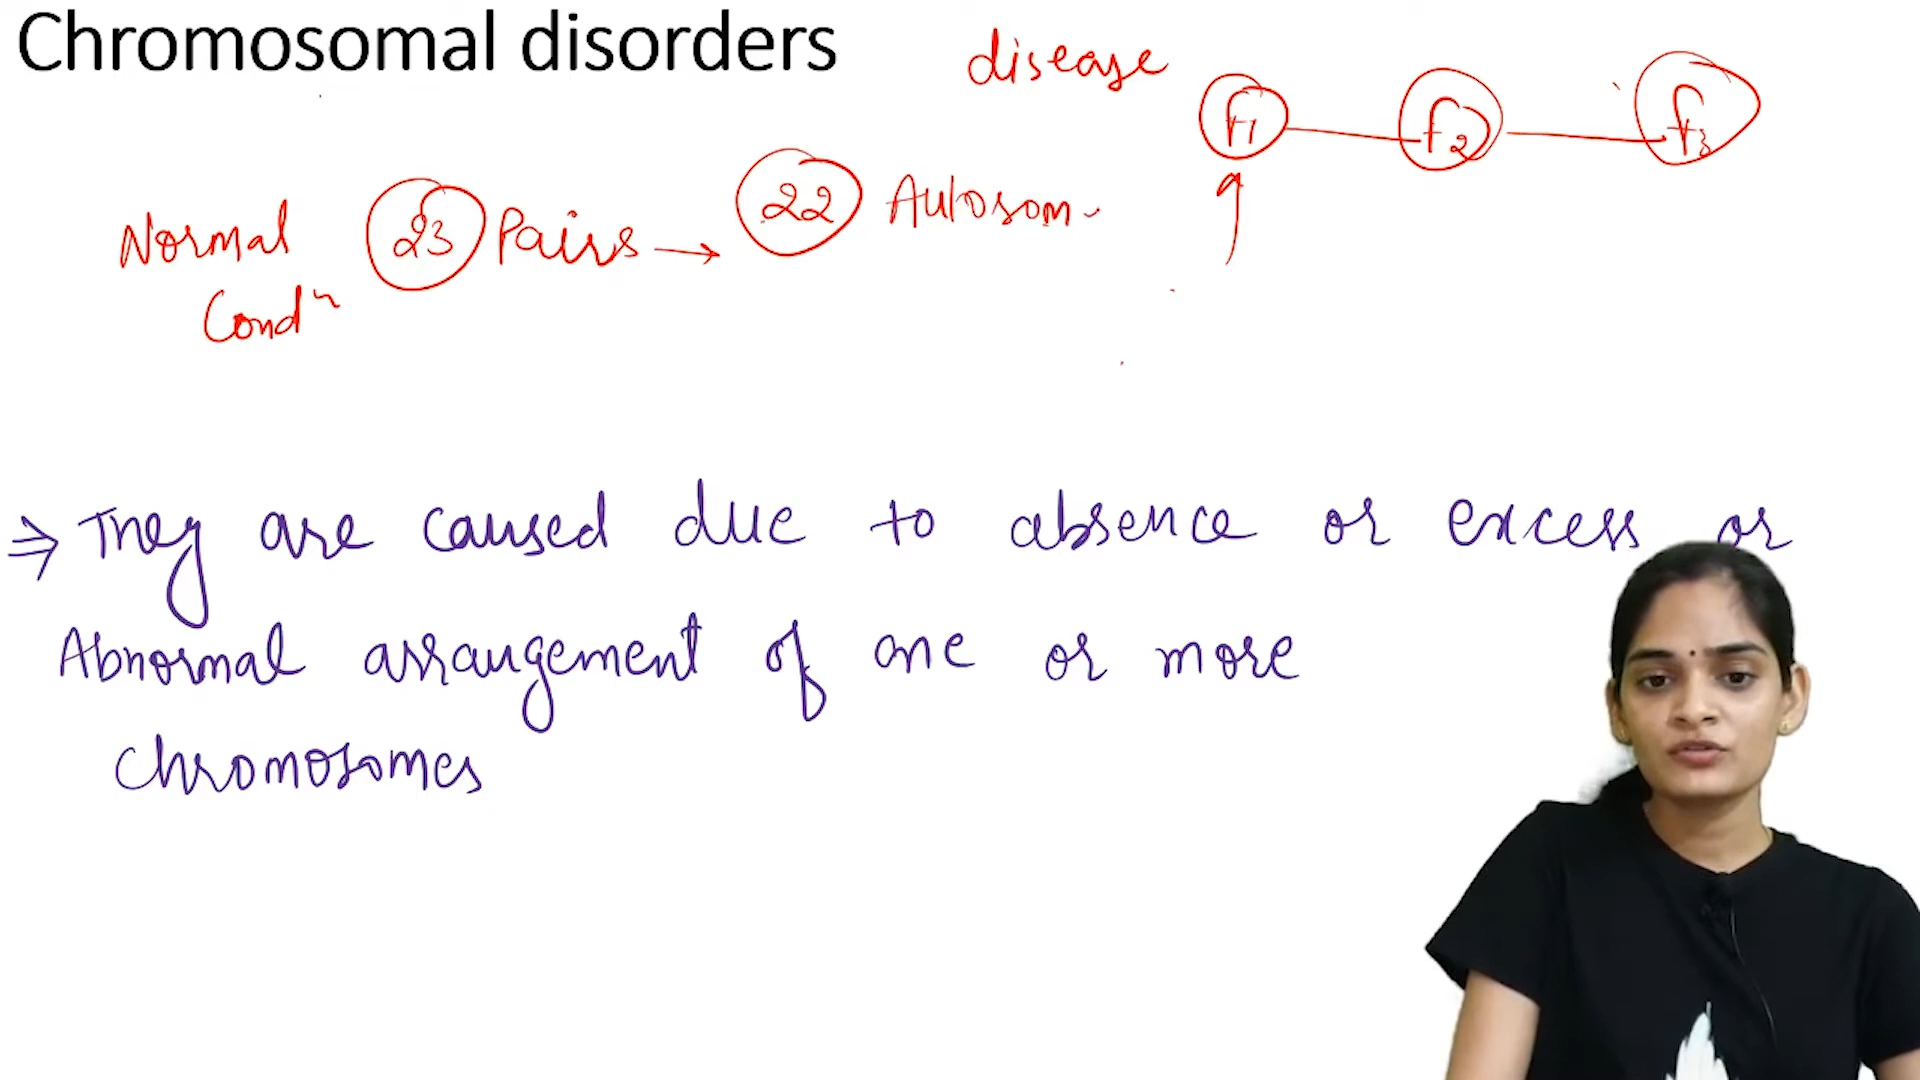 Chromosomal disorders
disease
f1 f2 f3
Normal 23 Pairs → 22 Autosom
Condn
⇒ They are caused due to absence or excess or
Abnormal arrangement of one or more
chromosomes